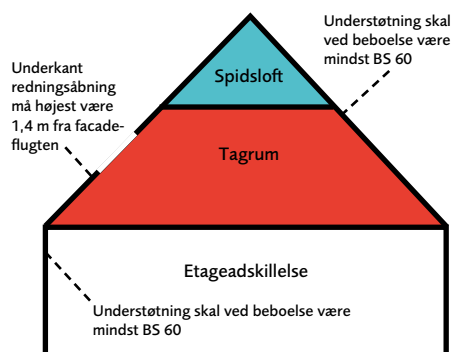 Understøtning skal
ved beboelse være
mindst BS 60
Underkant
redningsåbning
må højest være
1,4 m fra facade-
flugten
Spidsloft
Tagrum
Etageadskillelse
Understøtning skal ved beboelse være
mindst BS 60